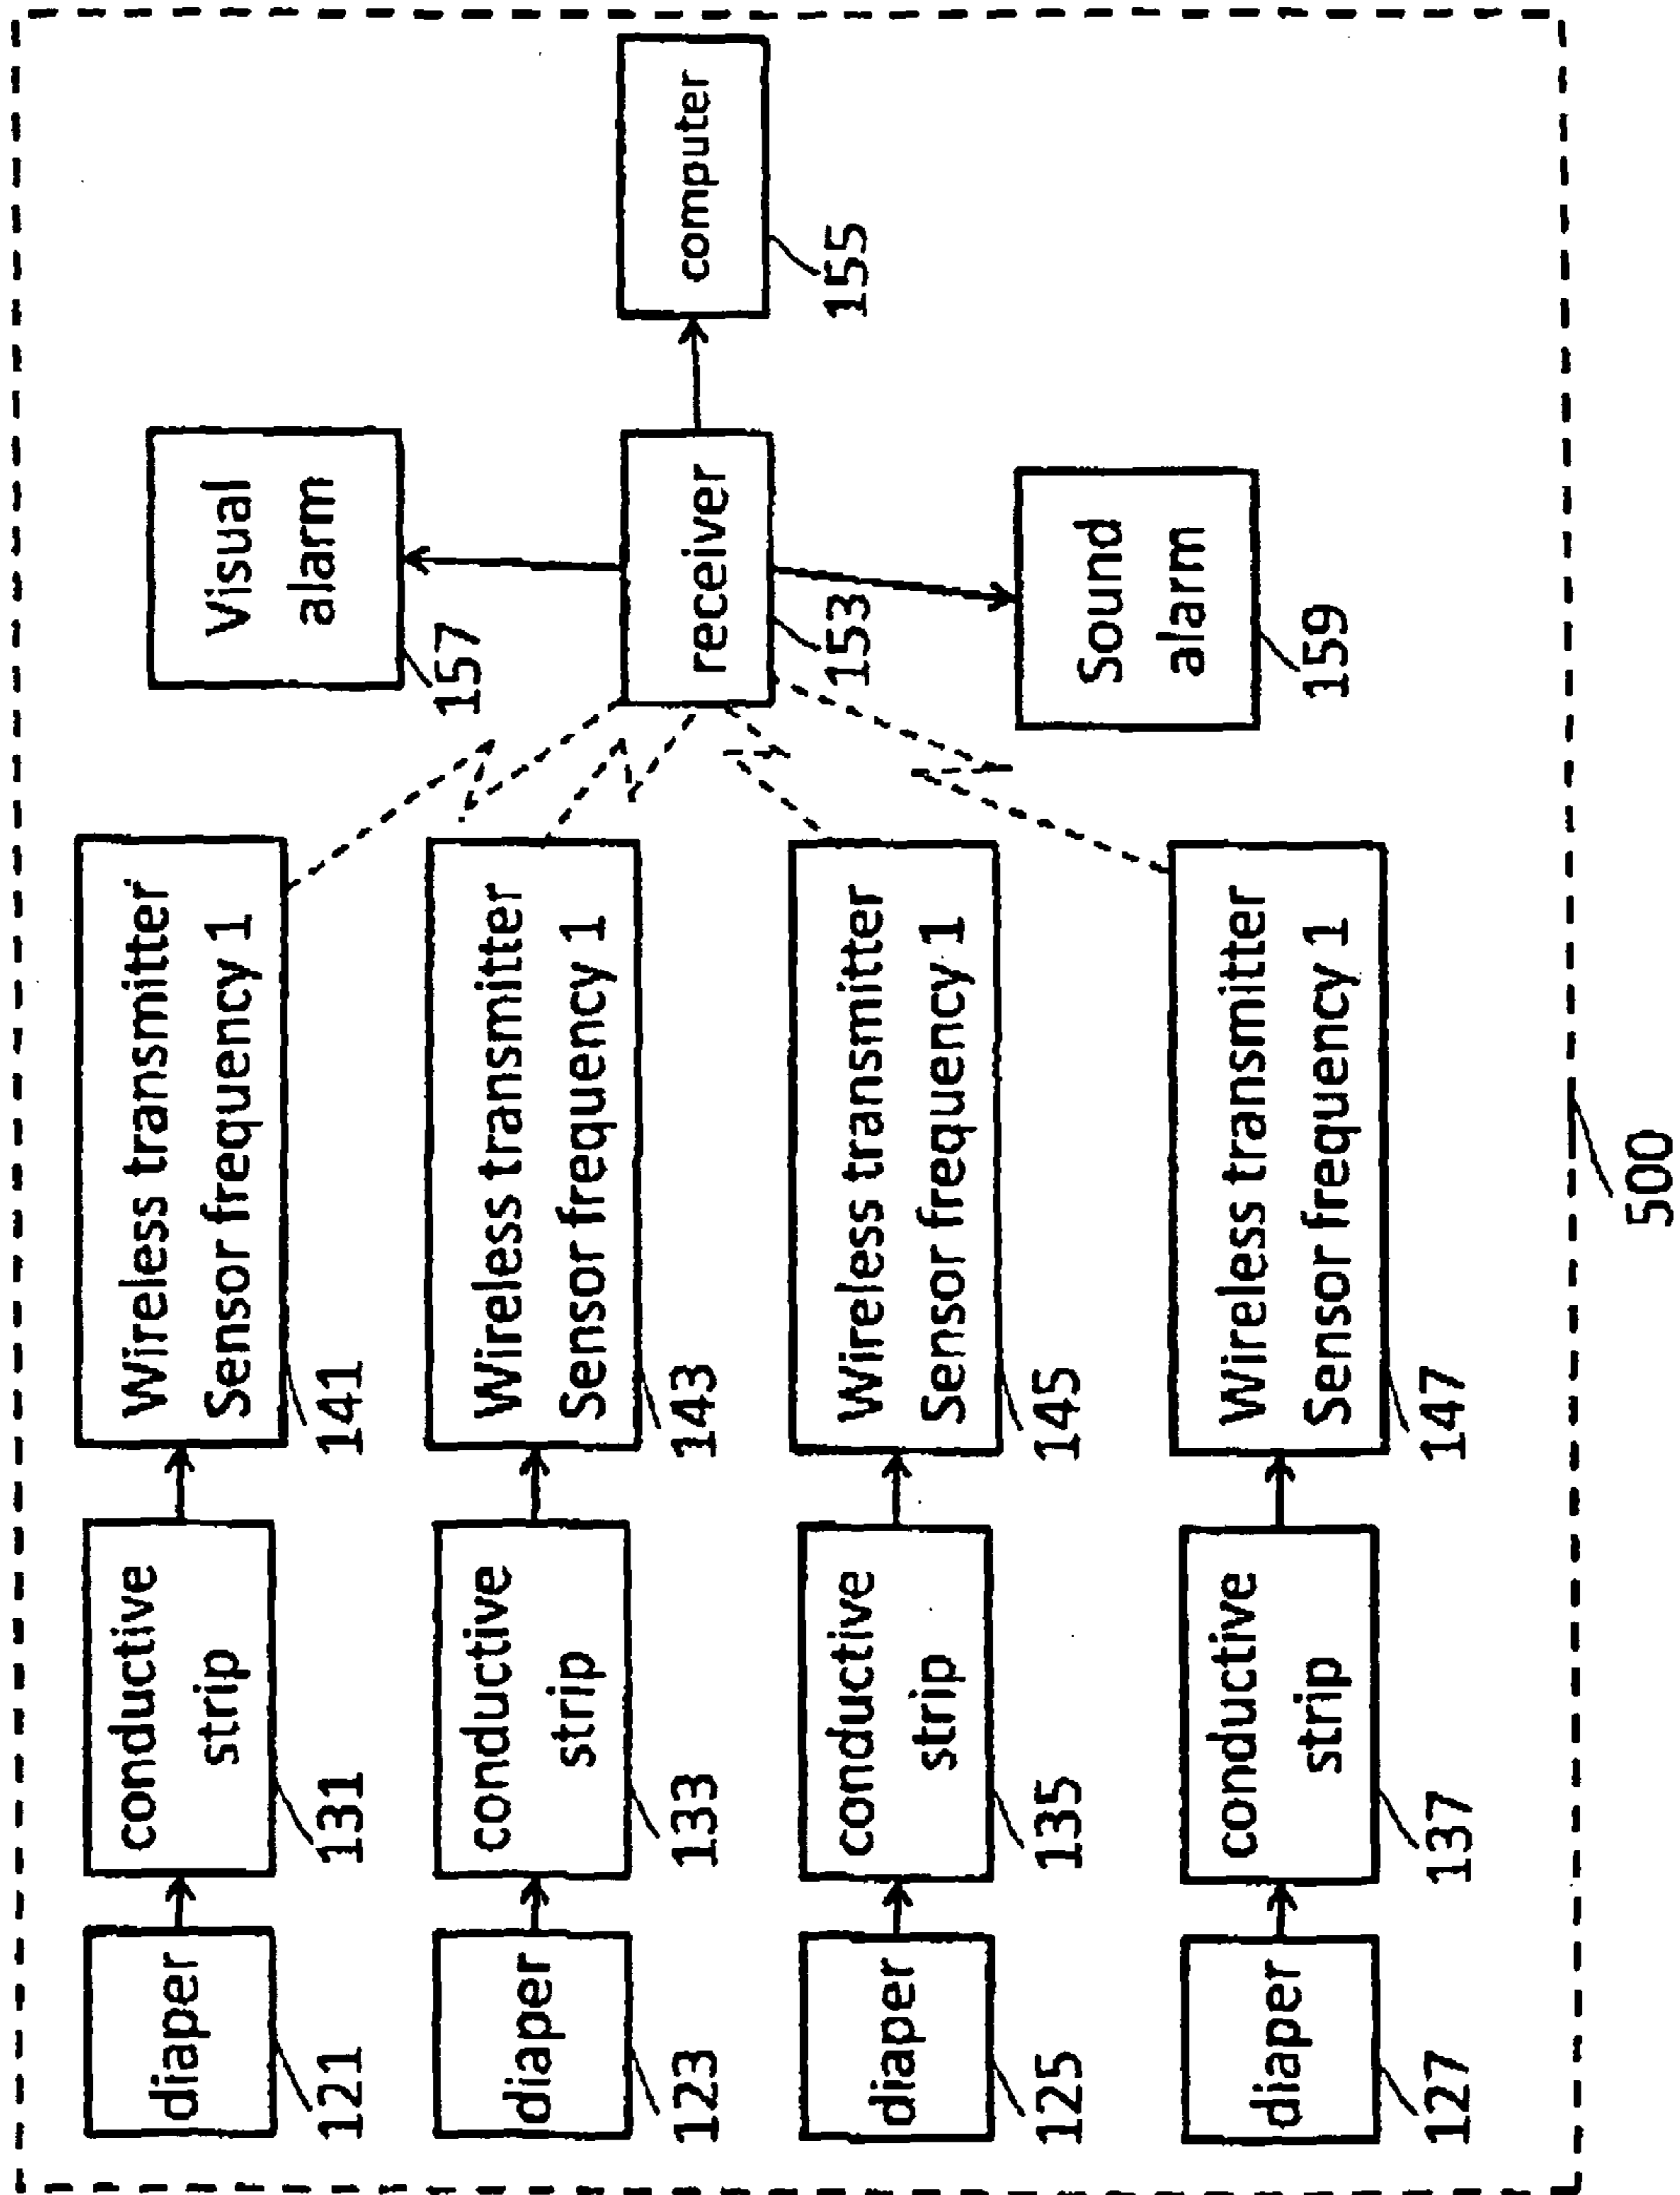 diaper
121
conductive
strip
131
Wireless transmitter
Sensor frequency 1
141
diaper
123
conductive
strip
133
Wireless transmitter
Sensor frequency 1
143
diaper
125
conductive
strip
135
Wireless transmitter
Sensor frequency 1
145
diaper
127
conductive
strip
137
Wireless transmitter
Sensor frequency 1
147
Visual
alarm
157
receiver
153
computer
155
Sound
alarm
159
500